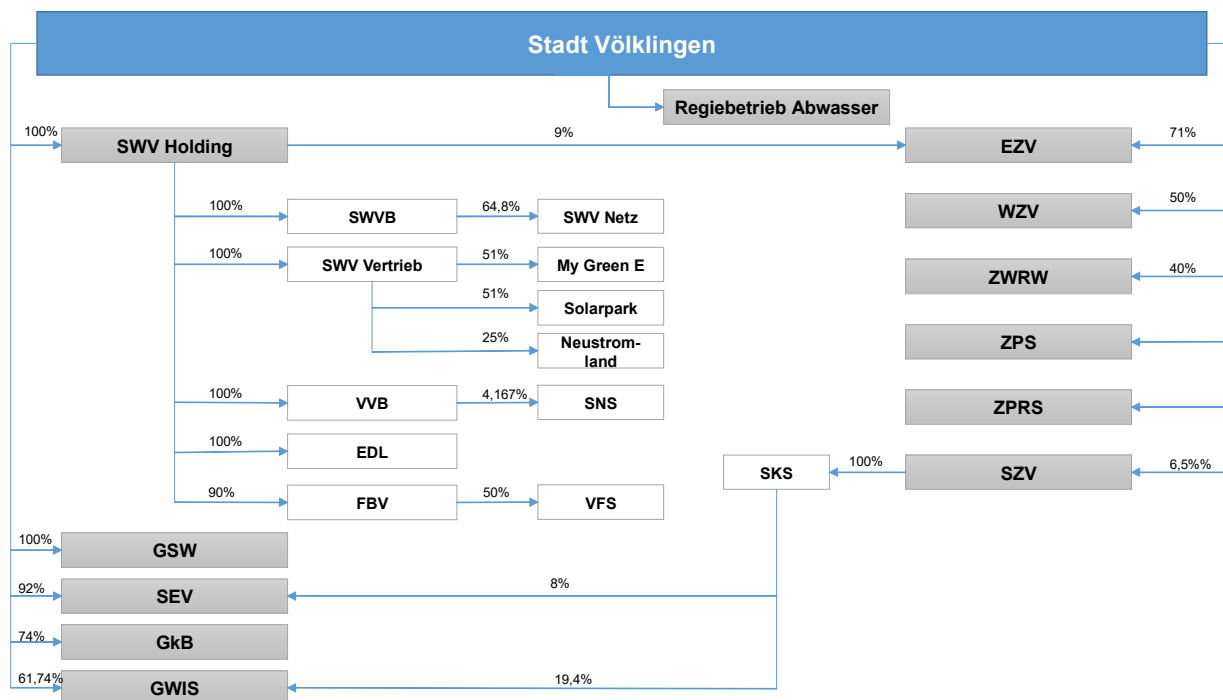 Stadt Völklingen
Regiebetrieb Abwasser
100%
SWV Holding
9%
EZV
71%
WZV
50%
100%
SWVB
64,8%
SWV Netz
100%
SWV Vertrieb
51%
My Green E
ZWRW
40%
51%
Solarpark
25%
Neustrom-
land
ZPS
100%
VVB
4,167%
SNS
ZPRS
100%
EDL
SKS
100%
SZV
6,5%%
90%
FBV
50%
VFS
100%
GSW
92%
SEV
8%
74%
GkB
61,74%
GWIS
19,4%